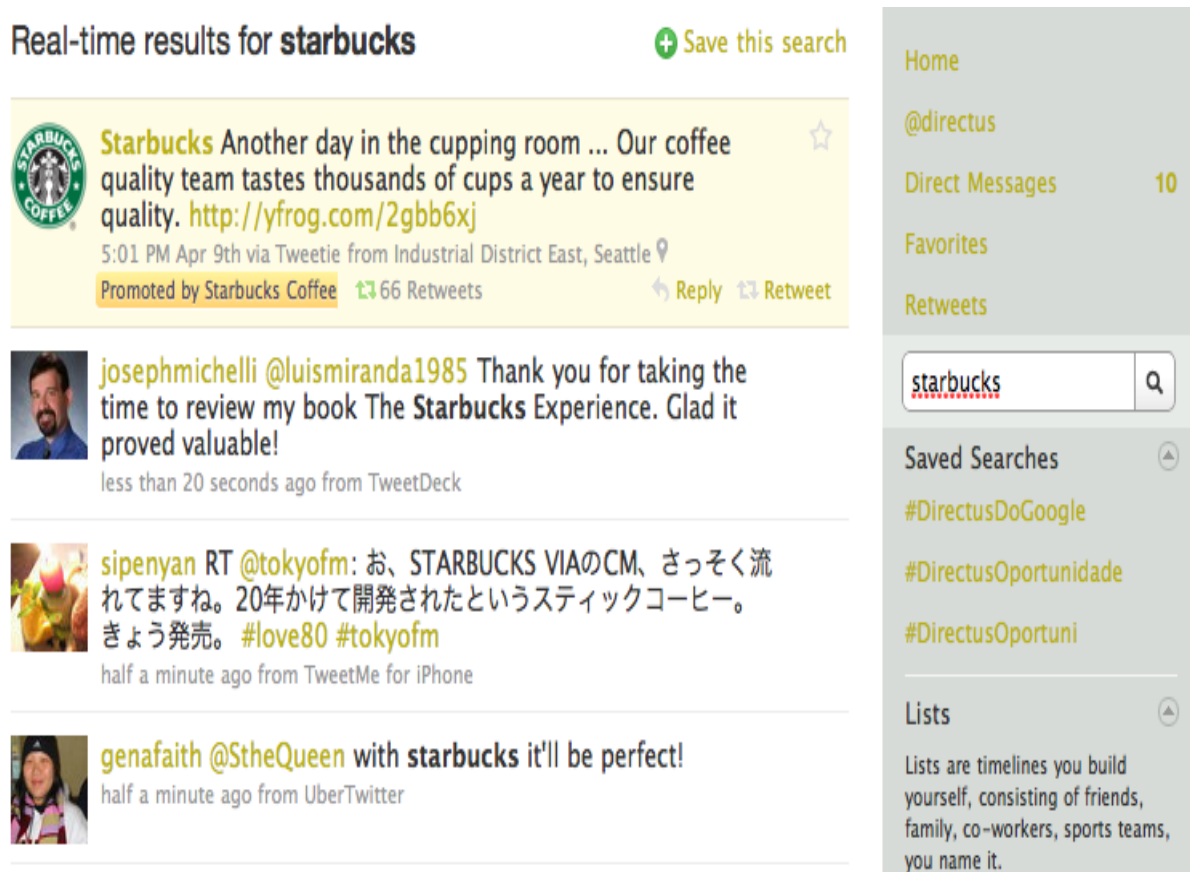 Real-time results for starbucks
Save this search
STARBUCKS
COFFEE
Starbucks Another day in the cupping room ... Our coffee
quality team tastes thousands of cups a year to ensure
quality. http://yfrog.com/2gbb6xj
5:01 PM Apr 9th via Tweetie from Industrial District East, Seattle
Promoted by Starbucks Coffee 66 Retweets Reply Retweet
josephmichelli @luismiranda1985 Thank you for taking the
time to review my book The Starbucks Experience. Glad it
proved valuable!
less than 20 seconds ago from TweetDeck
sipenyan RT @tokyofm: お、STARBUCKS VIAのCM、さっそく流
れてますね。20年かけて開発されたというスティックコーヒー。
きょう発売。 #love80 #tokyofm
half a minute ago from TweetMe for iPhone
genafaith @StheQueen with starbucks it'll be perfect!
half a minute ago from UberTwitter
Home
@directus
Direct Messages 10
Favorites
Retweets
starbucks
Saved Searches
#DirectusDoGoogle
#DirectusOportunidade
#DirectusOportuni
Lists
Lists are timelines you build
yourself, consisting of friends,
family, co-workers, sports teams,
you name it.